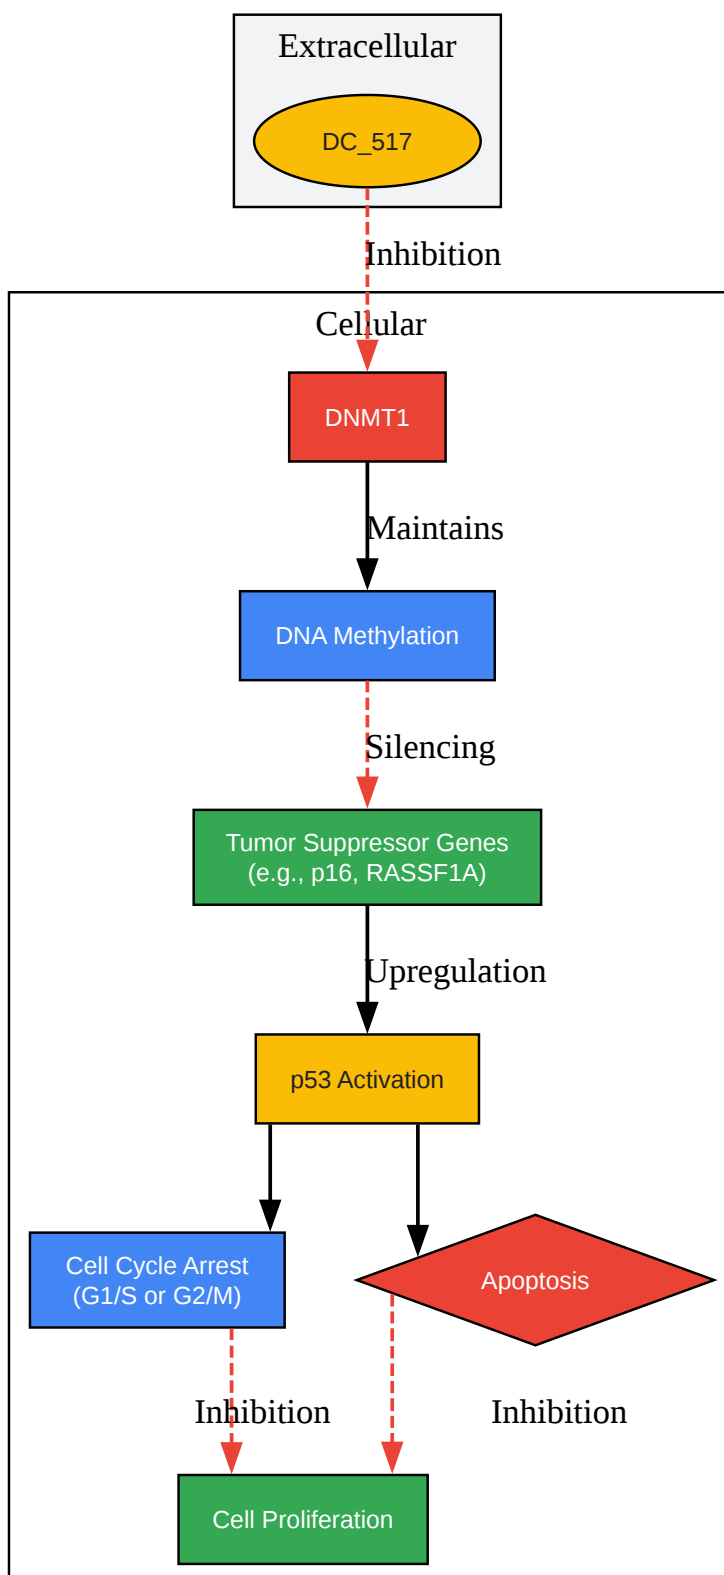 Extracellular
DC_517
Inhibition
Cellular
DNMT1
Maintains
DNA Methylation
Silencing
Tumor Suppressor Genes
(e.g., p16, RASSF1A)
Upregulation
p53 Activation
Cell Cycle Arrest
(G1/S or G2/M)
Apoptosis
Inhibition
Inhibition
Cell Proliferation